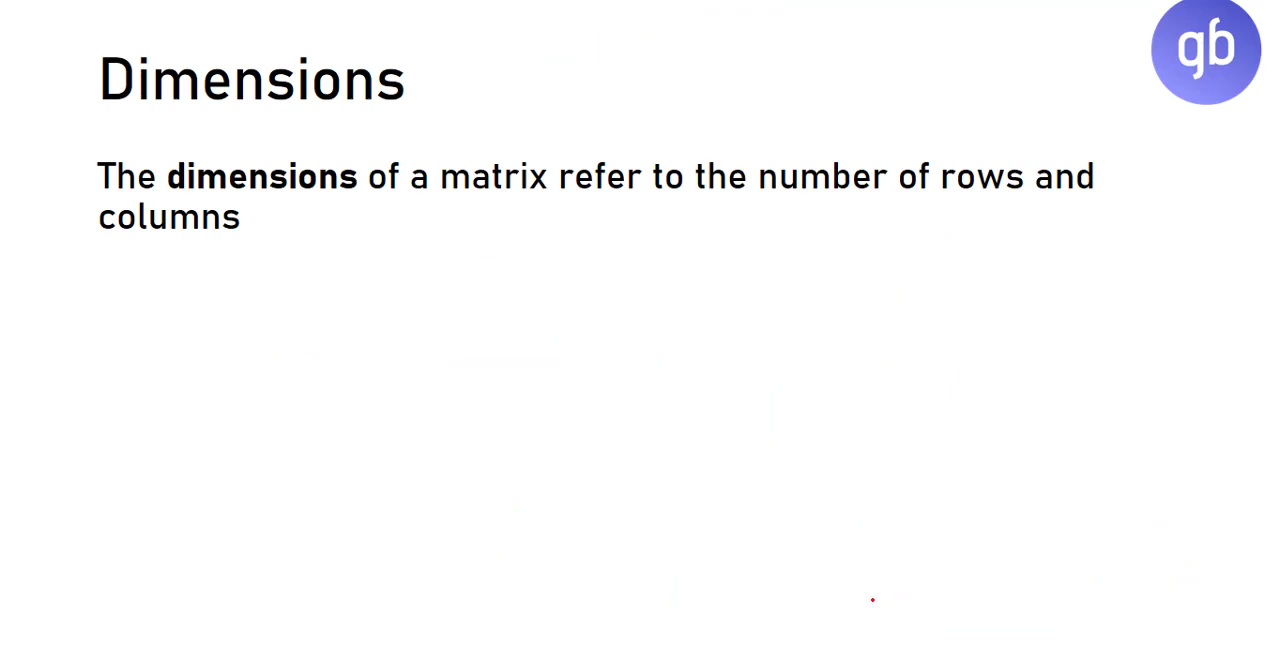 gb
Dimensions
The dimensions of a matrix refer to the number of rows and
columns